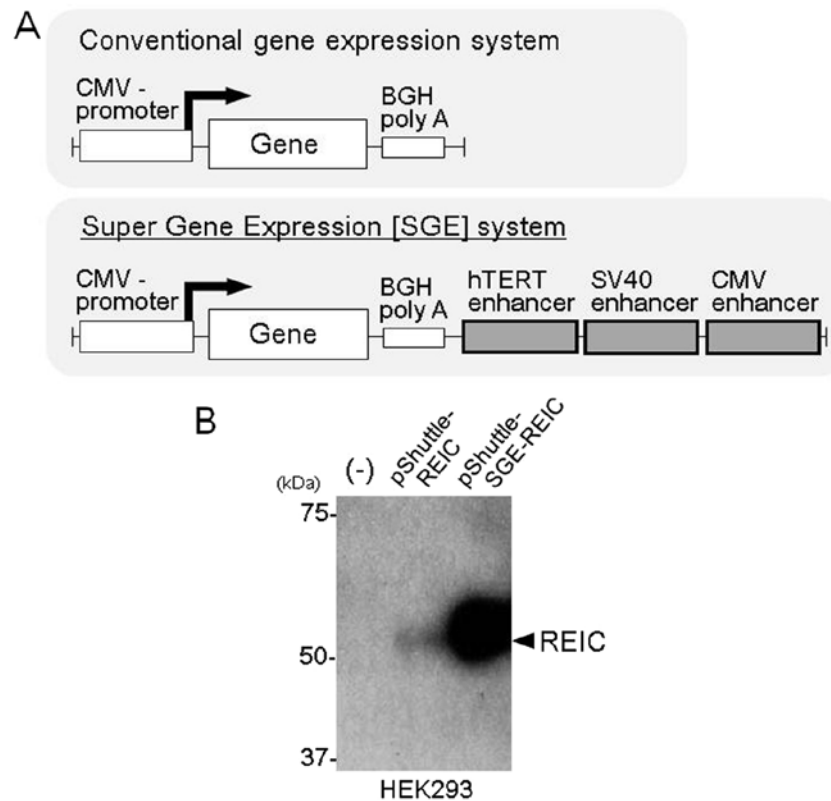 A
Conventional gene expression system
CMV -
promoter
Gene
BGH
poly A
Super Gene Expression [SGE] system
CMV -
promoter
Gene
BGH
poly A
hTERT
enhancer
SV40
enhancer
CMV
enhancer
B
(kDa)
(-)
pShuttle-
REIC
pShuttle-
SGE-REIC
75-
50-
37-
REIC
HEK293